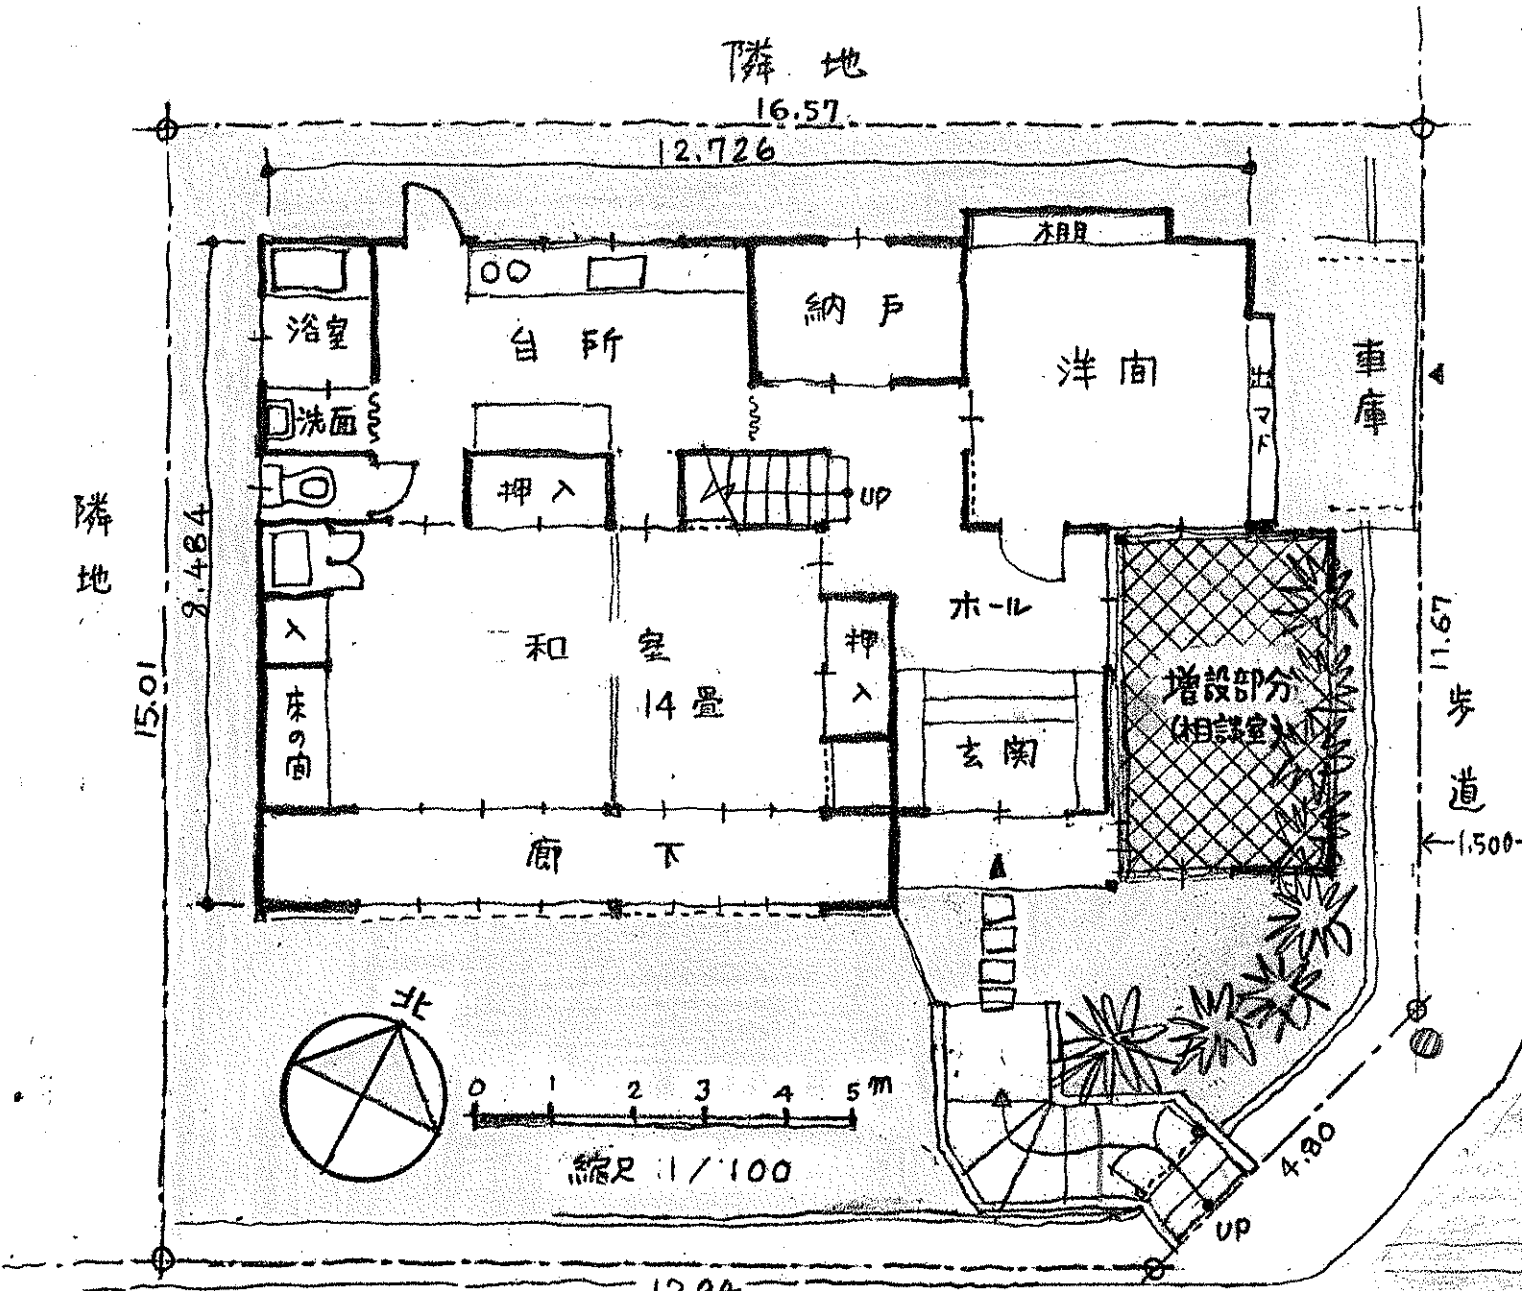 隣地
16.57
12.726
棚
浴室
台所
納戸
洋間
出マド
車庫
洗面
押入
UP
隣地
8.484
15.01
入
床の間
和室
14畳
押入
ホール
玄関
増設部分
(相談室)
11.67
歩道
1.500
廊下
北
0 1 2 3 4 5 m
縮尺 : 1/100
4.80
UP